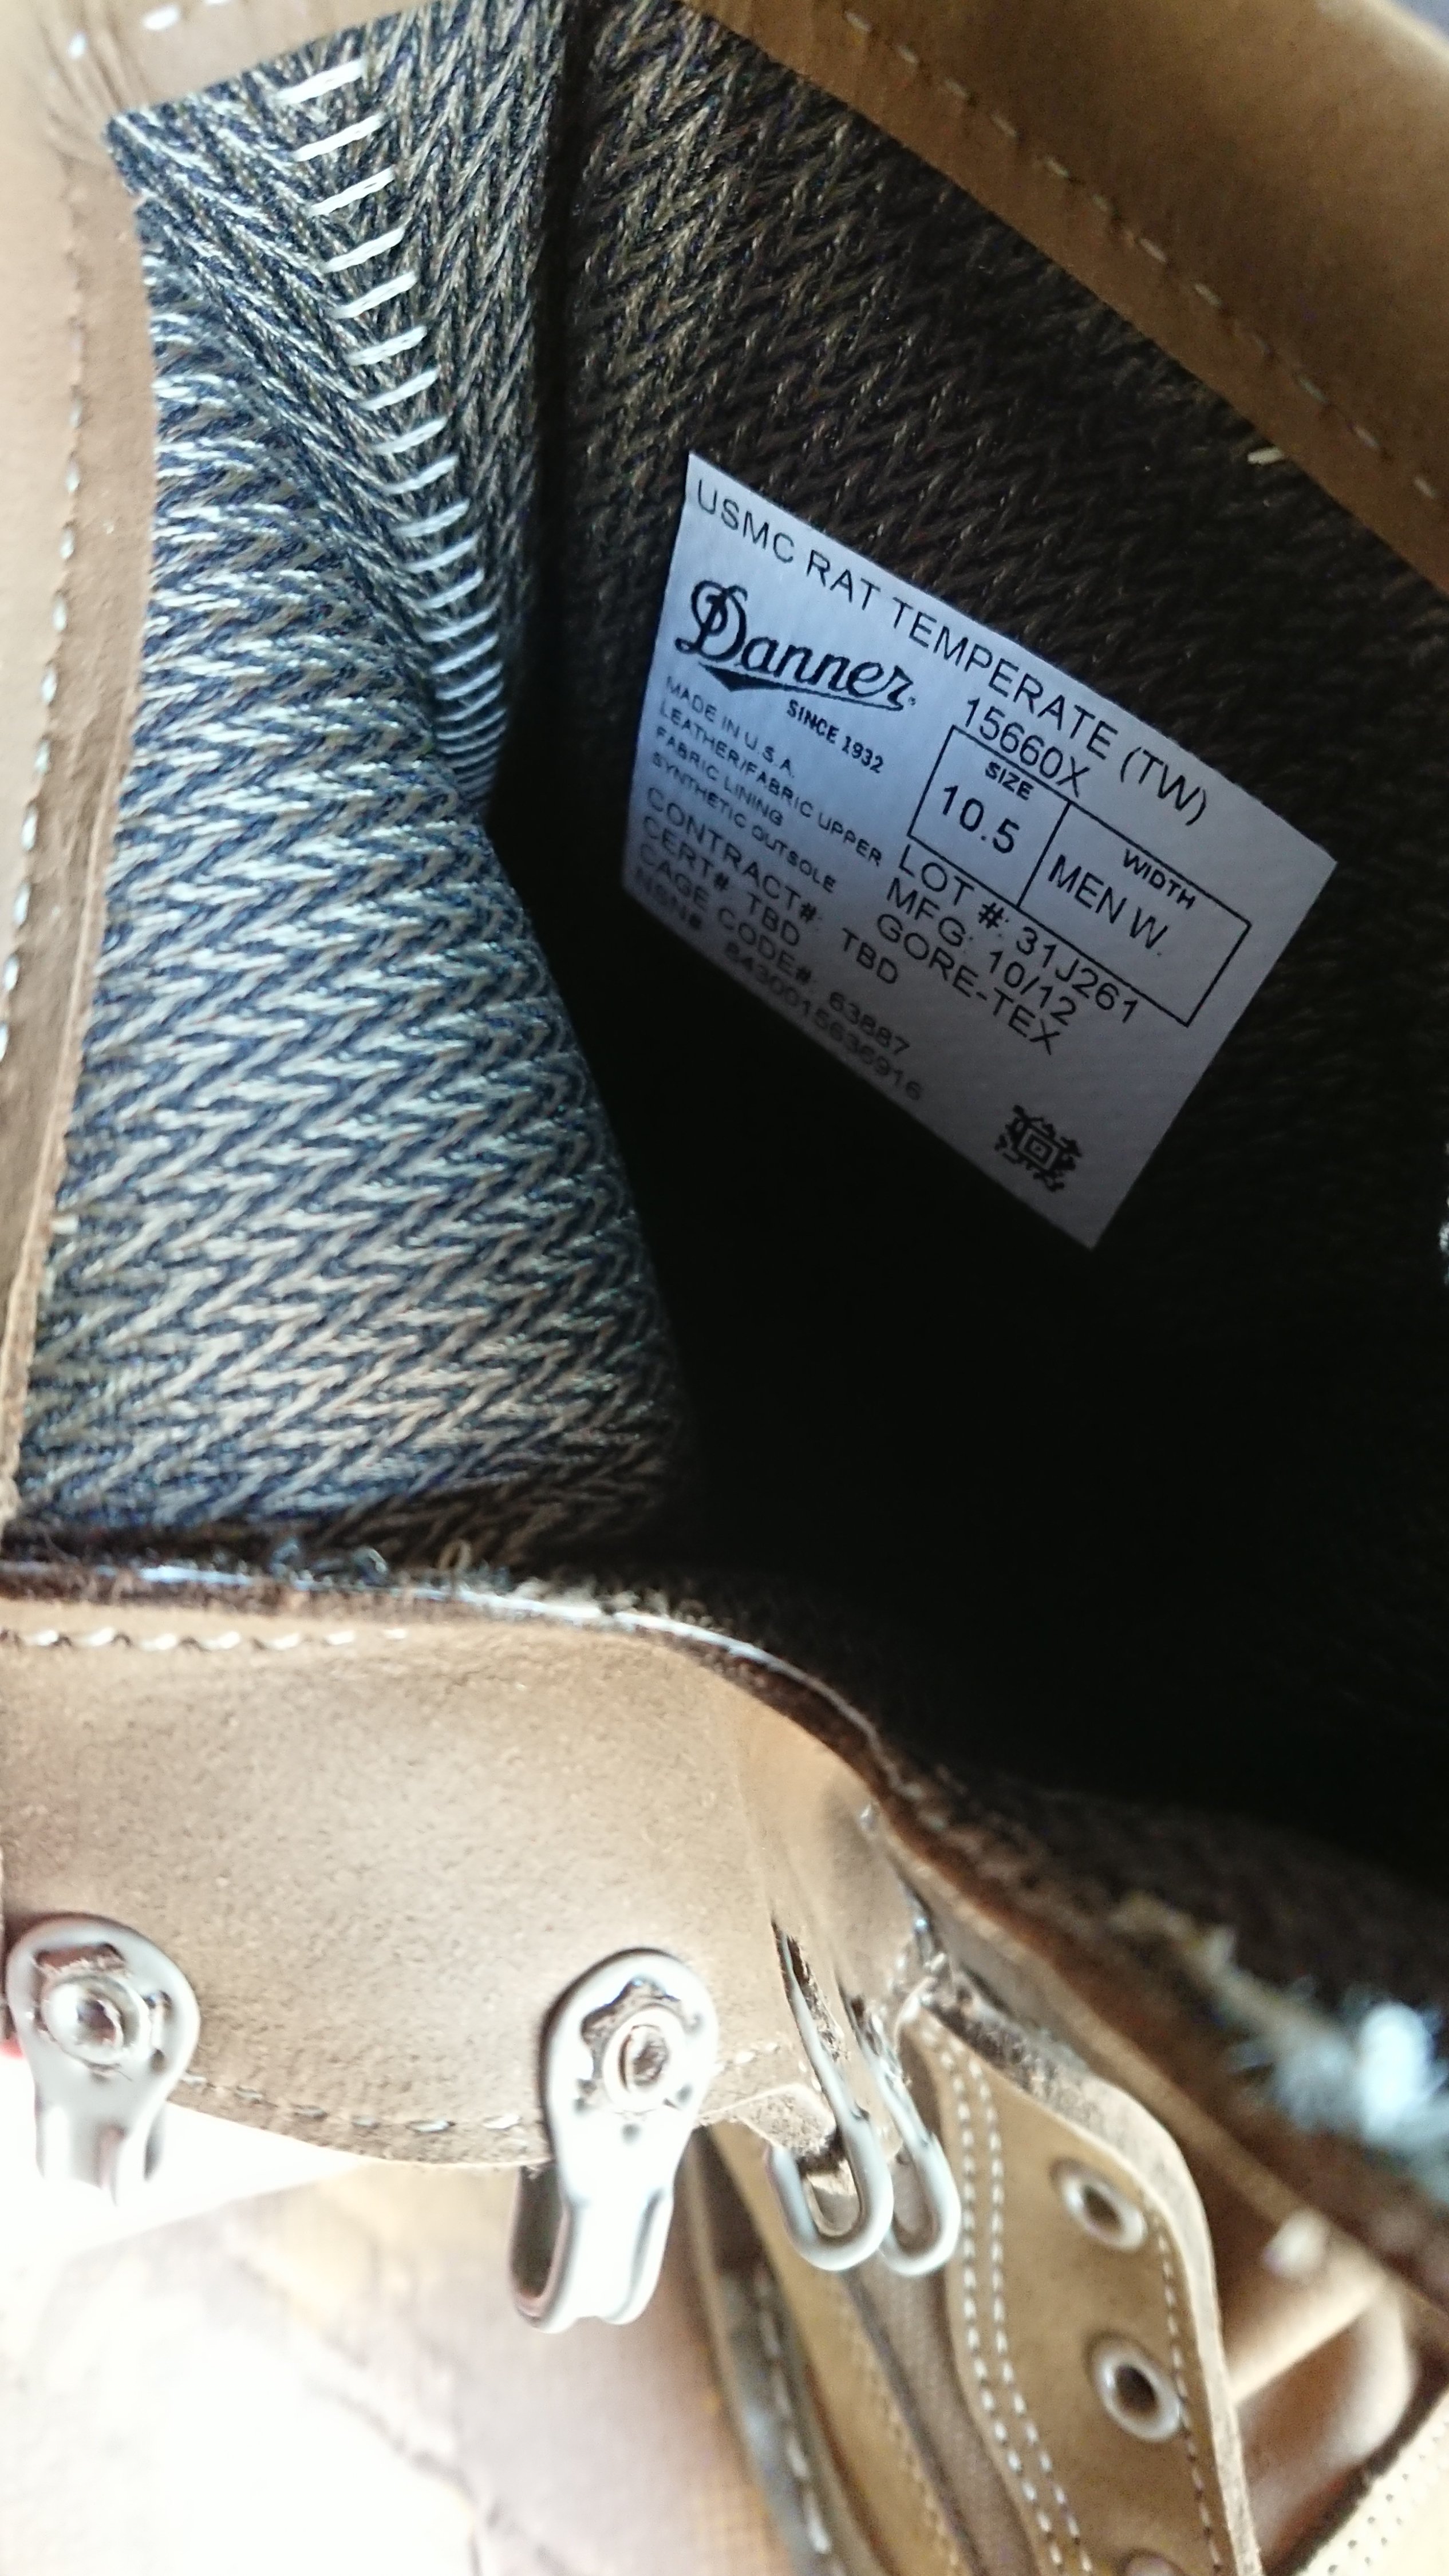 USMC RAT TEMPERATE (TW)
15660X
Danner
SINCE 1932
MADE IN U.S.A.
LEATHER/FABRIC UPPER
FABRIC LINING
SYNTHETIC OUTSOLE
SIZE
10.5
WIDTH
MEN W.
LOT #: 31J261
MFG: 10/12
GORE-TEX
CONTRACT#: TBD
CERT#: TBD
CAGE CODE#: 63887
NSN#: 8430015636916